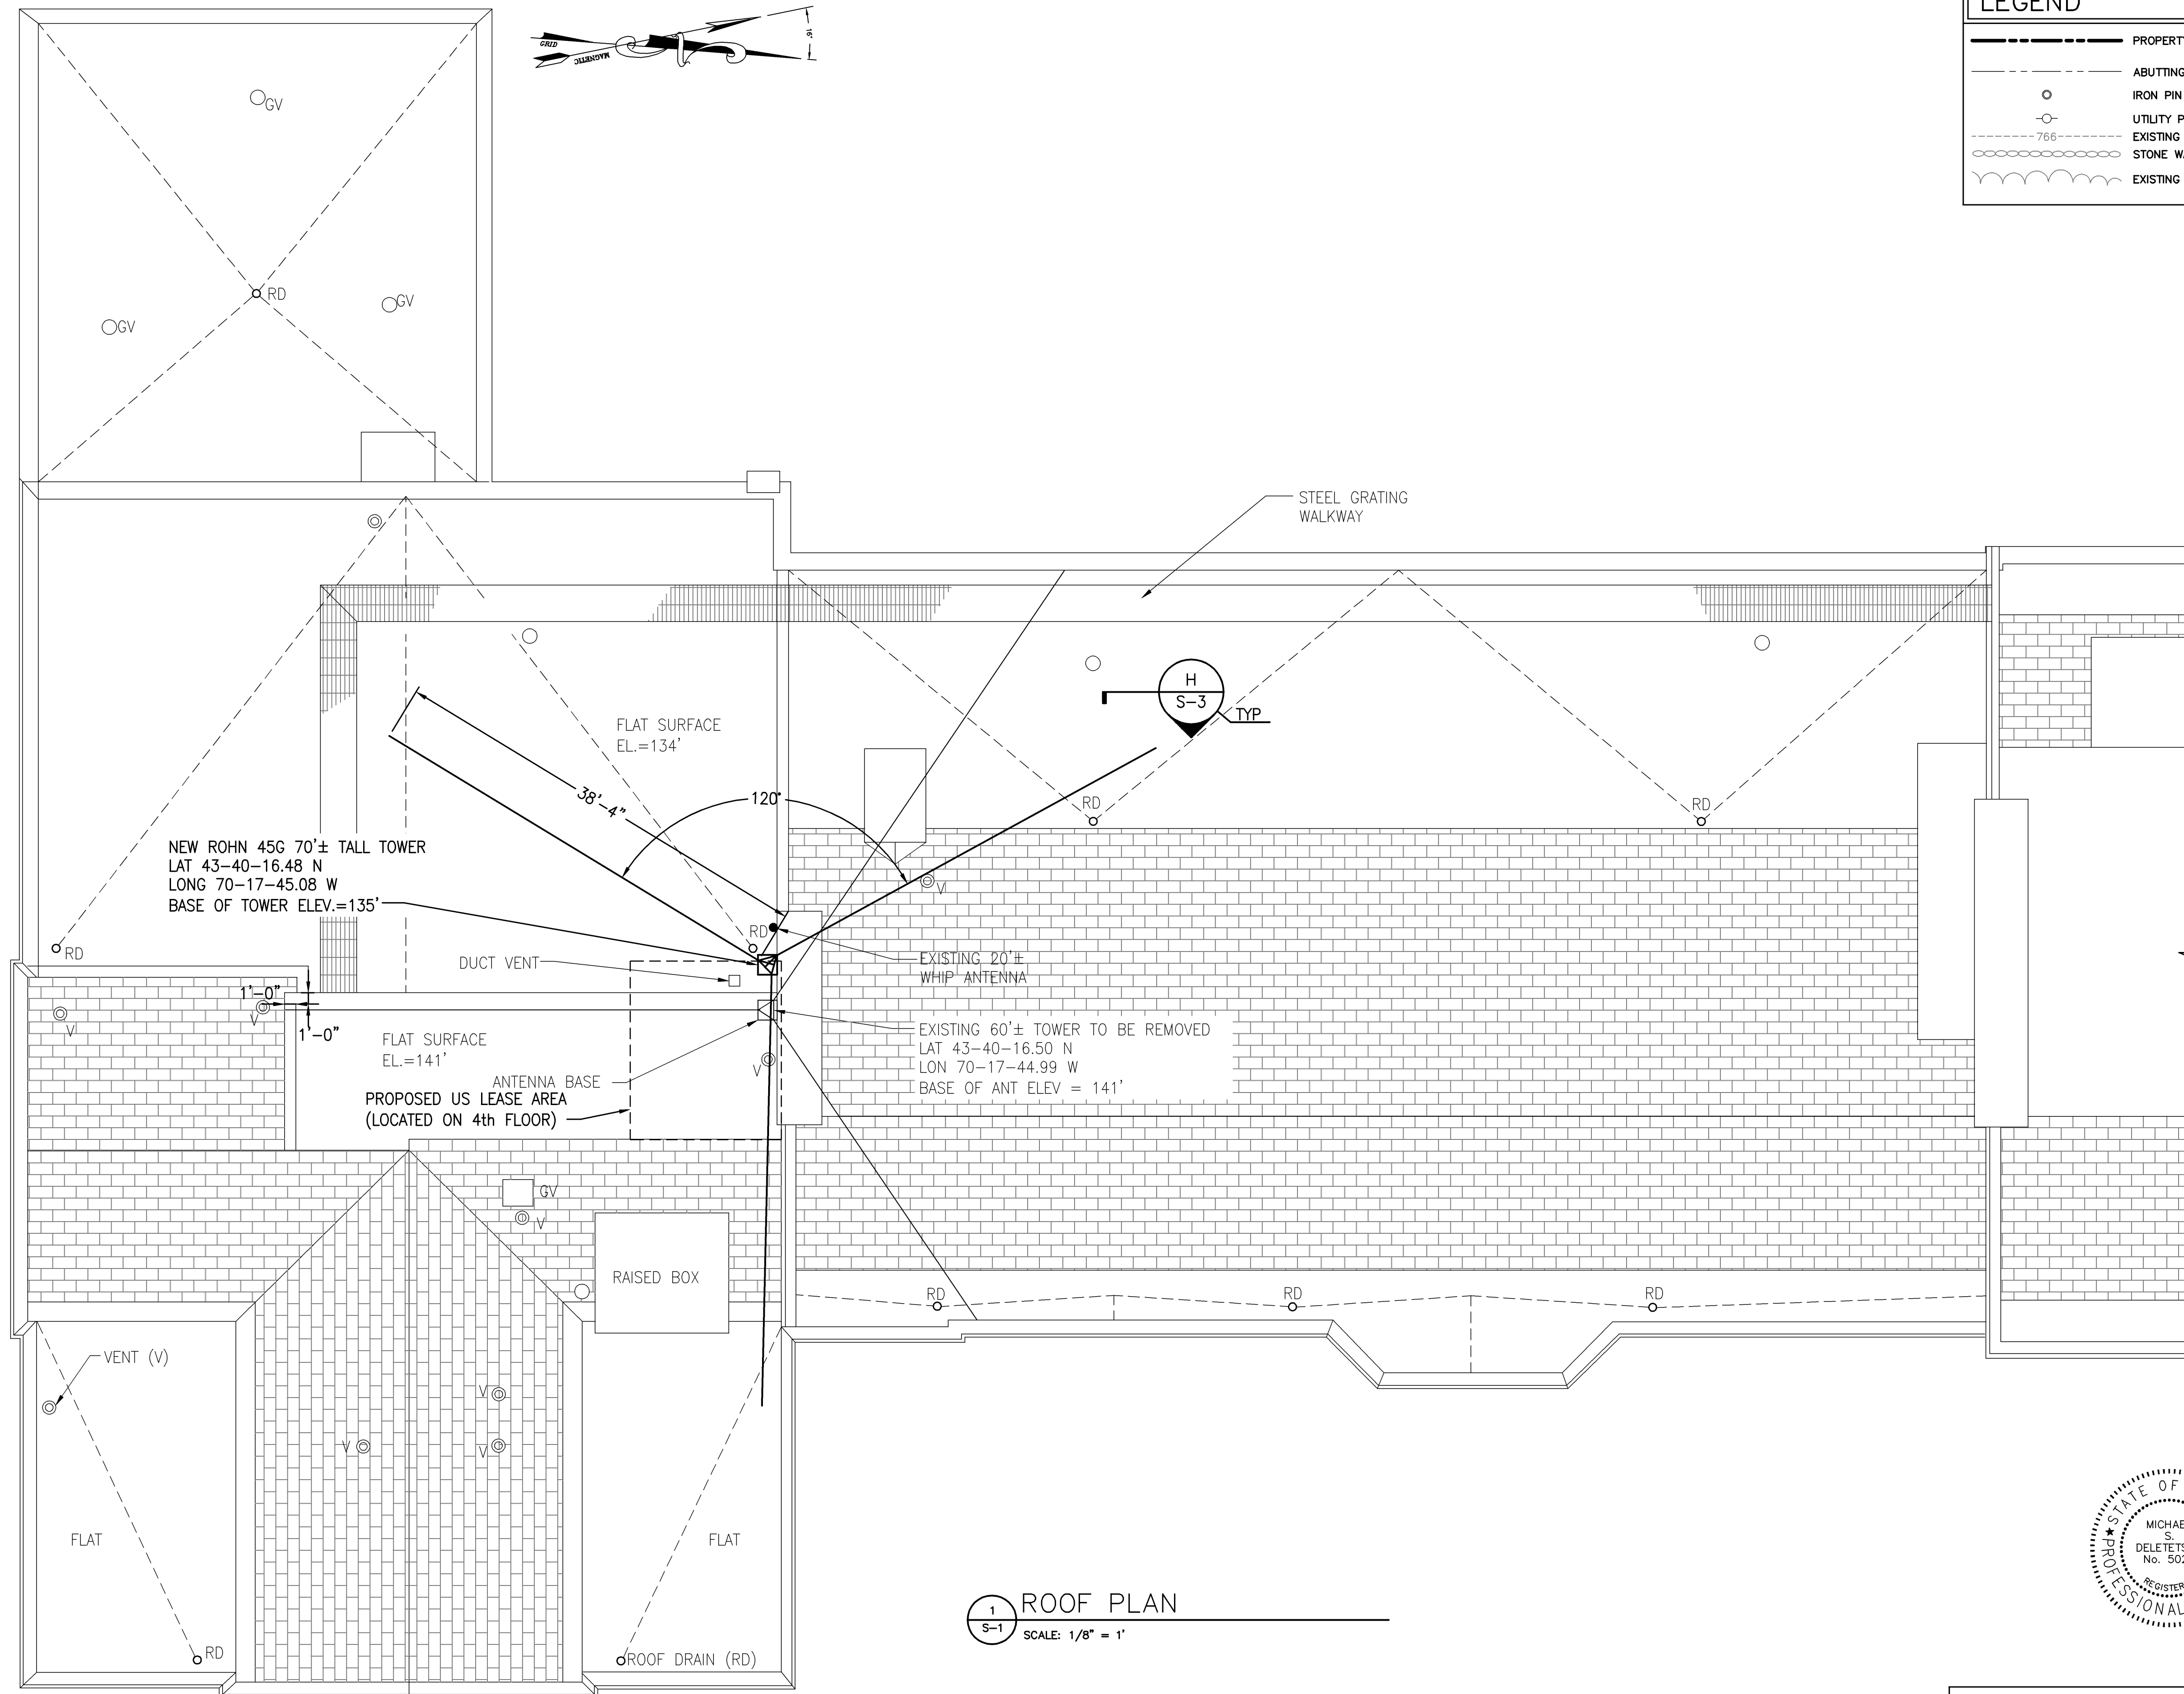 LEGEND
PROPERTY
ABUTTING
IRON PIN
UTILITY P
766
EXISTING
STONE WA
EXISTING
GRID
MAGNETIC
16°
GV
RD
GV
GV
STEEL GRATING
WALKWAY
H
S-3
TYP
FLAT SURFACE
EL.=134'
38'-4"
120°
RD
RD
NEW ROHN 45G 70'± TALL TOWER
LAT 43-40-16.48 N
LONG 70-17-45.08 W
BASE OF TOWER ELEV.=135'
V
RD
RD
DUCT VENT
EXISTING 20'±
WHIP ANTENNA
1'-0"
1'-0"
V
V
FLAT SURFACE
EL.=141'
EXISTING 60'± TOWER TO BE REMOVED
LAT 43-40-16.50 N
LON 70-17-44.99 W
BASE OF ANT ELEV = 141'
V
ANTENNA BASE
PROPOSED US LEASE AREA
(LOCATED ON 4th FLOOR)
GV
V
RAISED BOX
RD
RD
RD
VENT (V)
V
V
V
FLAT
FLAT
RD
ROOF DRAIN (RD)
1
S-1
ROOF PLAN
SCALE: 1/8" = 1'
STATE OF
MICHAE
S.
DELETETS
No. 502
REGISTER
PROFESSIONAL